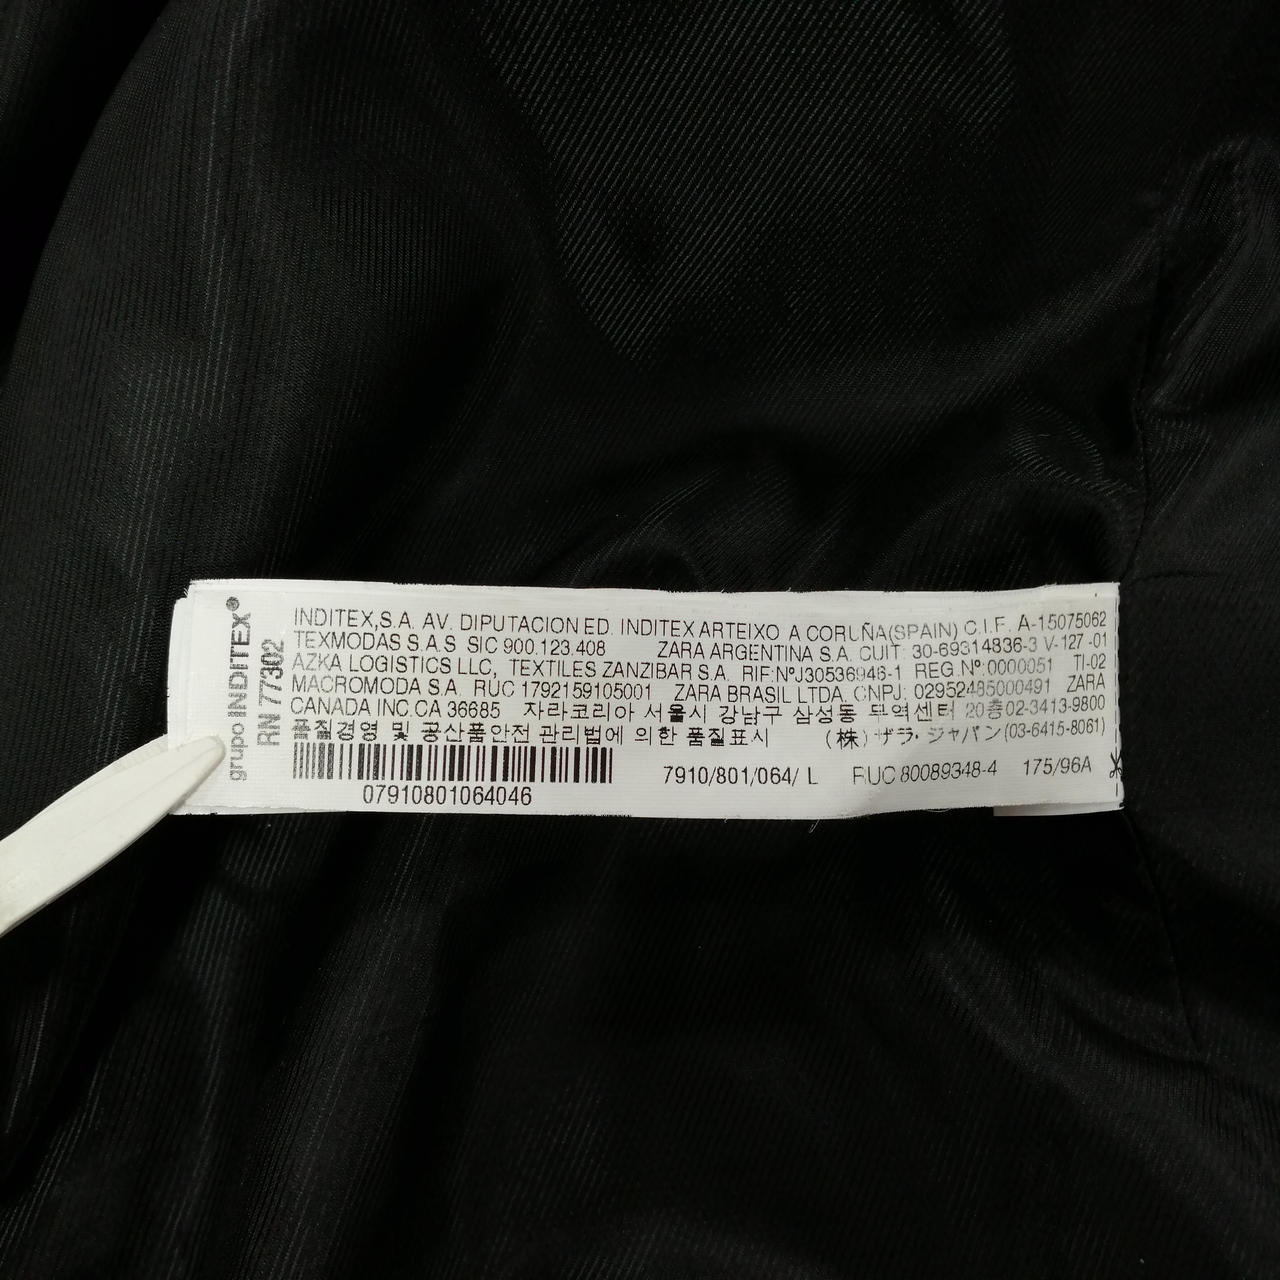 grupo INDITEX®
RN 77302
INDITEX,S.A. AV. DIPUTACION ED. INDITEX ARTEIXO A CORUÑA(SPAIN) C.I.F. A-15075062
TEXMODAS S.A.S SIC 900.123.408 ZARA ARGENTINA S.A. CUIT: 30-69314836-3 V-127-01
AZKA LOGISTICS LLC, TEXTILES ZANZIBAR S.A. RIF:NºJ30536946-1 REG.Nº:0000051 TI-02
MACROMODA S.A. RUC 1792159105001 ZARA BRASIL LTDA. CNPJ: 02952485000491 ZARA
CANADA INC.CA 36685 자라코리아 서울시 강남구 삼성동 무역센터 20층02-3413-9800
품질경영 및 공산품안전 관리법에 의한 품질표시 (株)ザラ・ジャパン(03-6415-8061)
7910/801/064/ L RUC 80089348-4 175/96A
07910801064046